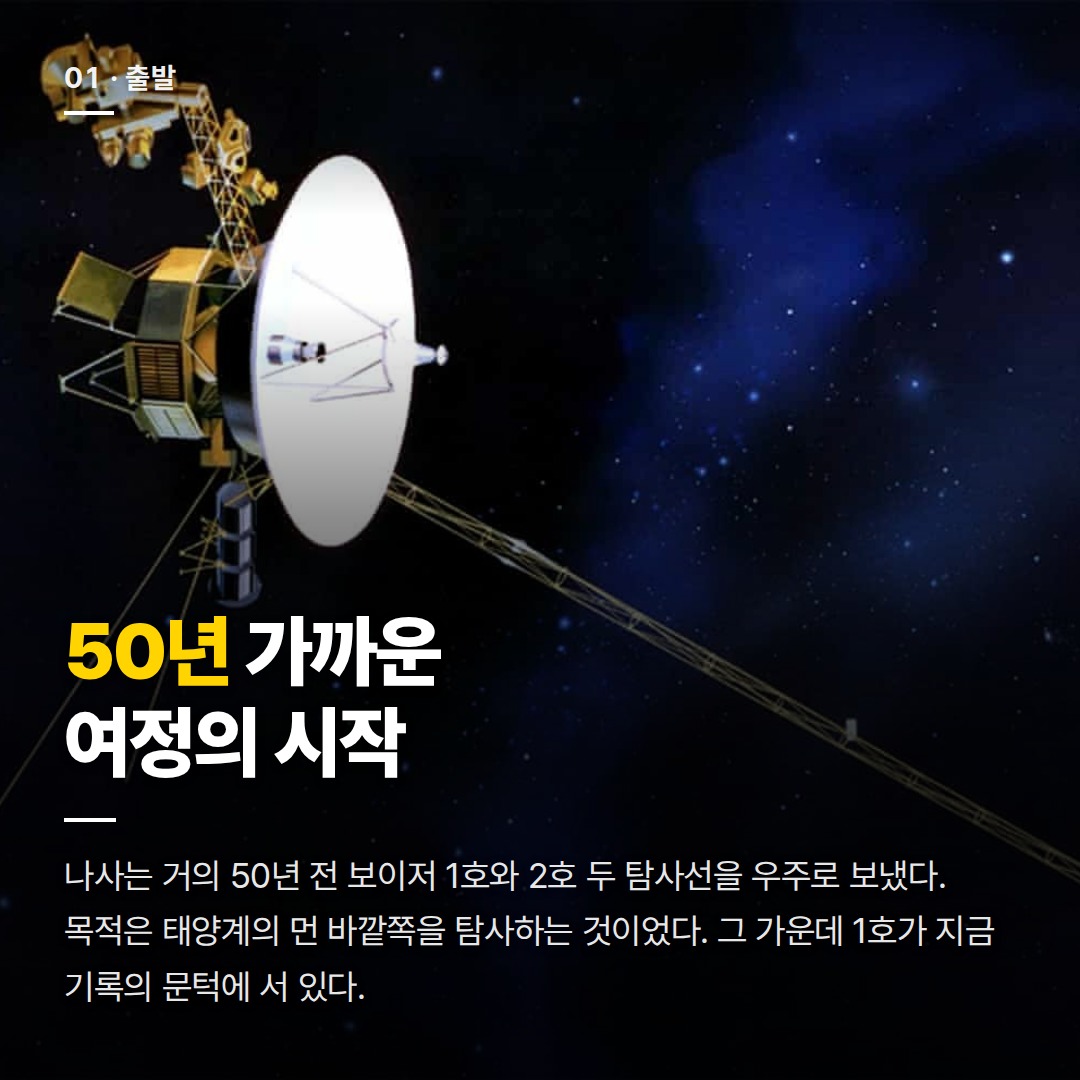 01 · 출발
50년 가까운
여정의 시작
나사는 거의 50년 전 보이저 1호와 2호 두 탐사선을 우주로 보냈다.
목적은 태양계의 먼 바깥쪽을 탐사하는 것이었다. 그 가운데 1호가 지금
기록의 문턱에 서 있다.